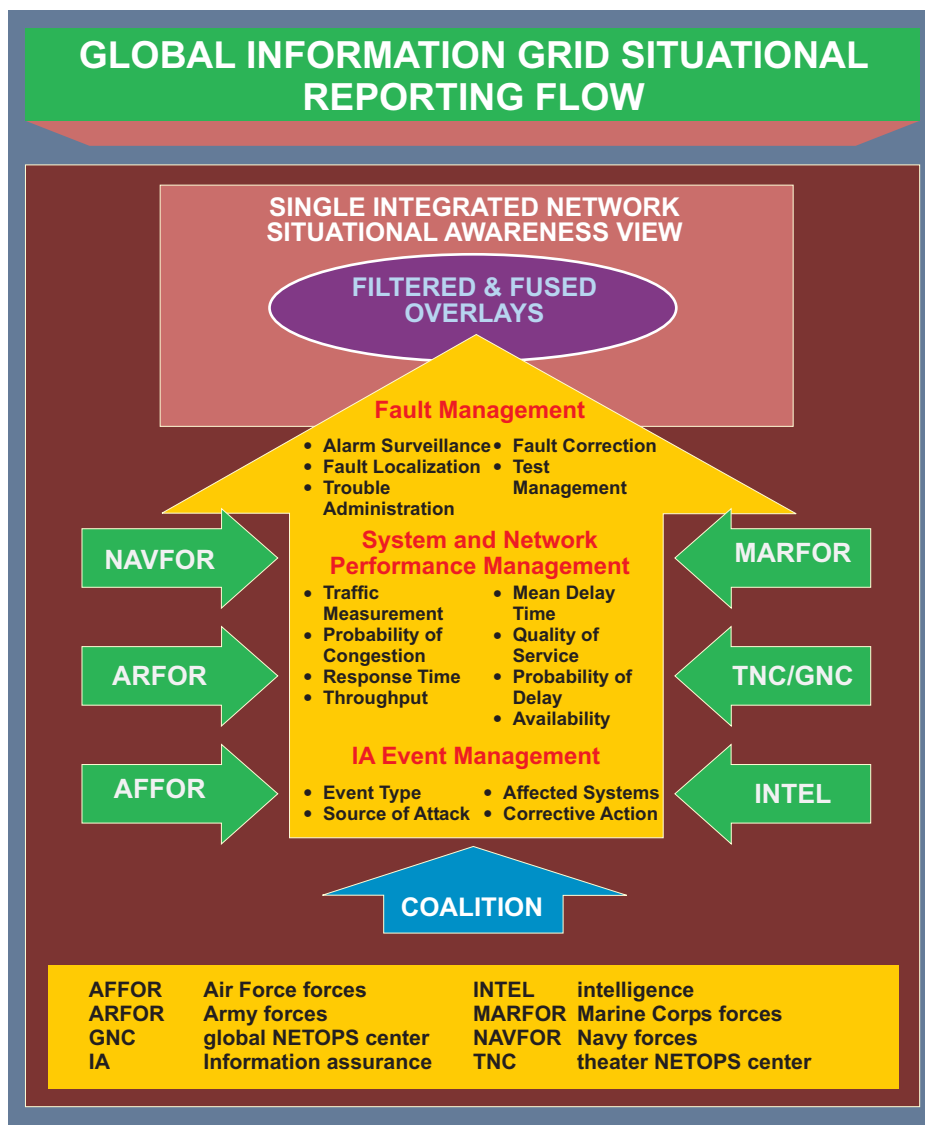 GLOBAL INFORMATION GRID SITUATIONAL
REPORTING FLOW
SINGLE INTEGRATED NETWORK
SITUATIONAL AWARENESS VIEW
FILTERED & FUSED
OVERLAYS
Fault Management
• Alarm Surveillance
• Fault Localization
• Trouble
Administration
• Fault Correction
• Test
Management
NAVFOR
ARFOR
AFFOR
System and Network
Performance Management
• Traffic
Measurement
• Probability of
Congestion
• Response Time
• Throughput
• Mean Delay
Time
• Quality of
Service
• Probability of
Delay
• Availability
IA Event Management
• Event Type
• Source of Attack
• Affected Systems
• Corrective Action
MARFOR
TNC/GNC
INTEL
COALITION
AFFOR Air Force forces
ARFOR Army forces
GNC global NETOPS center
IA Information assurance
INTEL intelligence
MARFOR Marine Corps forces
NAVFOR Navy forces
TNC theater NETOPS center